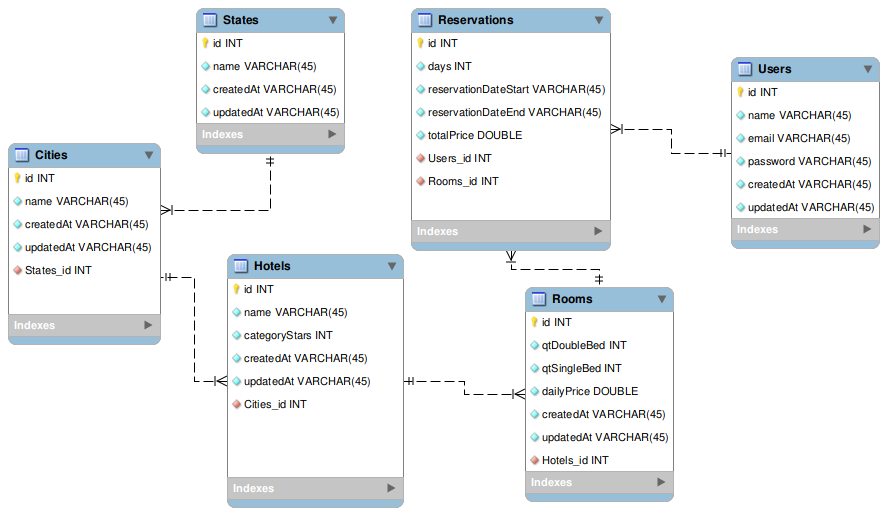 States
id INT
name VARCHAR(45)
createdAt VARCHAR(45)
updatedAt VARCHAR(45)
Indexes
Reservations
id INT
days INT
reservationDateStart VARCHAR(45)
reservationDateEnd VARCHAR(45)
totalPrice DOUBLE
Users_id INT
Rooms_id INT
Indexes
Users
id INT
name VARCHAR(45)
email VARCHAR(45)
password VARCHAR(45)
createdAt VARCHAR(45)
updatedAt VARCHAR(45)
Indexes
Cities
id INT
name VARCHAR(45)
createdAt VARCHAR(45)
updatedAt VARCHAR(45)
States_id INT
Indexes
Hotels
id INT
name VARCHAR(45)
categoryStars INT
createdAt VARCHAR(45)
updatedAt VARCHAR(45)
Cities_id INT
Indexes
Rooms
id INT
qtDoubleBed INT
qtSingleBed INT
dailyPrice DOUBLE
createdAt VARCHAR(45)
updatedAt VARCHAR(45)
Hotels_id INT
Indexes